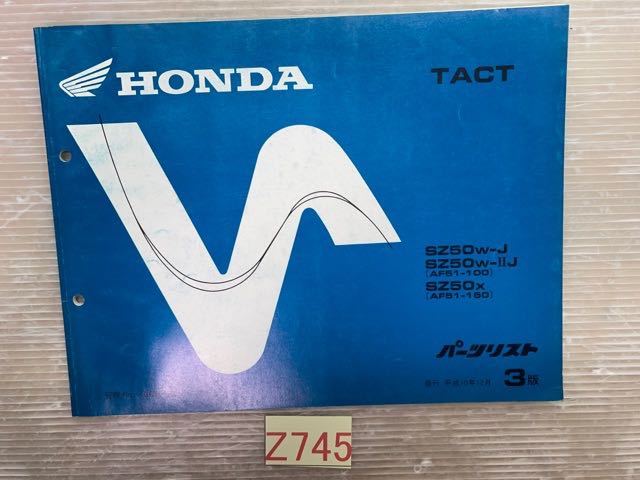 HONDA
TACT
SZ50W-J
SZ50W-IIJ
(AF51-100)
SZ50X
(AF51-150)
パーツリスト
発行 平成10年12月 3版
Z745